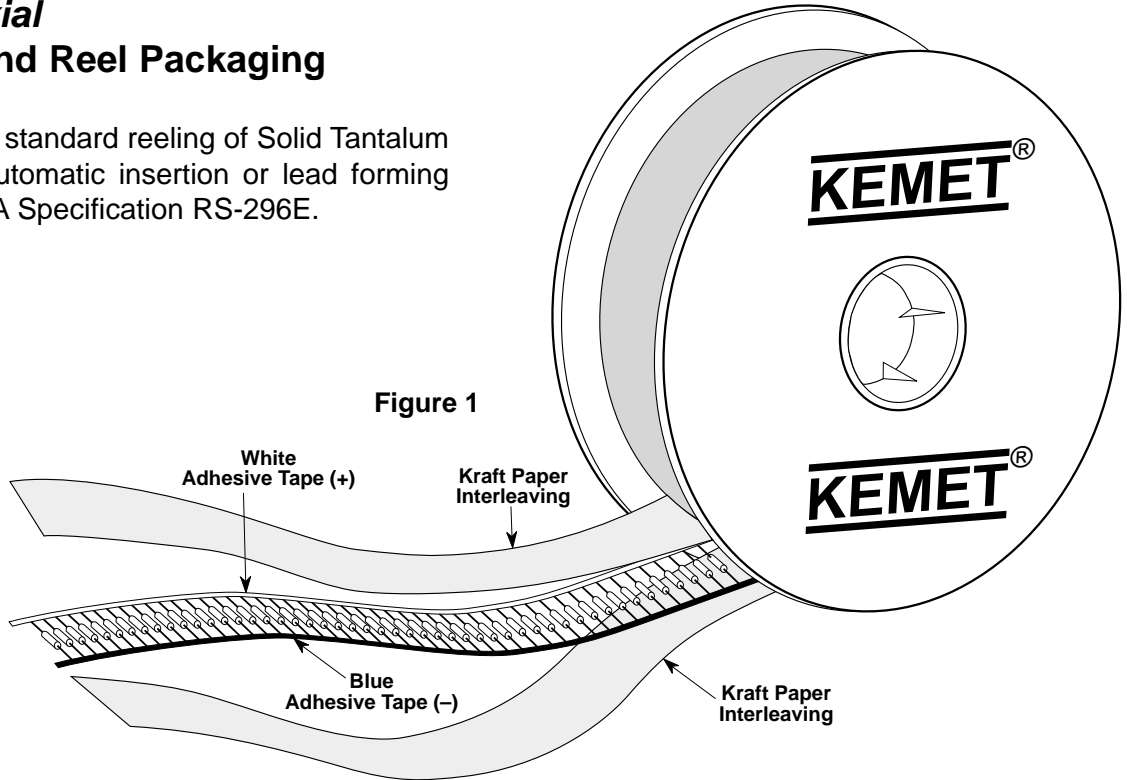 nd Reel Packaging
standard reeling of Solid Tantalum
utomatic insertion or lead forming
A Specification RS-296E.
KEMET®
Figure 1
White
Adhesive Tape (+)
Kraft Paper
Interleaving
KEMET®
Blue
Adhesive Tape (–)
Kraft Paper
Interleaving